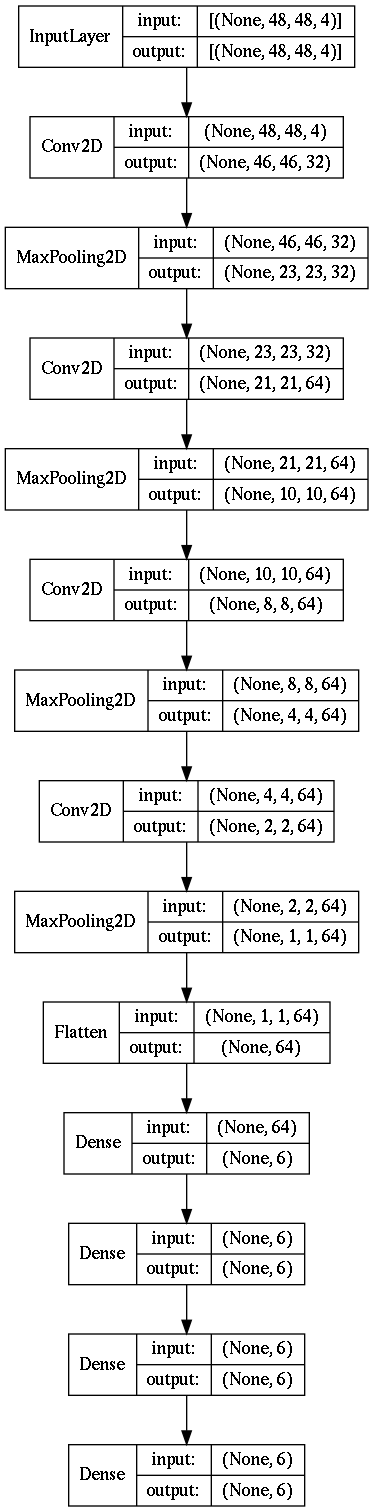 InputLayer
input: [(None, 48, 48, 4)]
output: [(None, 48, 48, 4)]
Conv2D
input: (None, 48, 48, 4)
output: (None, 46, 46, 32)
MaxPooling2D
input: (None, 46, 46, 32)
output: (None, 23, 23, 32)
Conv2D
input: (None, 23, 23, 32)
output: (None, 21, 21, 64)
MaxPooling2D
input: (None, 21, 21, 64)
output: (None, 10, 10, 64)
Conv2D
input: (None, 10, 10, 64)
output: (None, 8, 8, 64)
MaxPooling2D
input: (None, 8, 8, 64)
output: (None, 4, 4, 64)
Conv2D
input: (None, 4, 4, 64)
output: (None, 2, 2, 64)
MaxPooling2D
input: (None, 2, 2, 64)
output: (None, 1, 1, 64)
Flatten
input: (None, 1, 1, 64)
output: (None, 64)
Dense
input: (None, 64)
output: (None, 6)
Dense
input: (None, 6)
output: (None, 6)
Dense
input: (None, 6)
output: (None, 6)
Dense
input: (None, 6)
output: (None, 6)